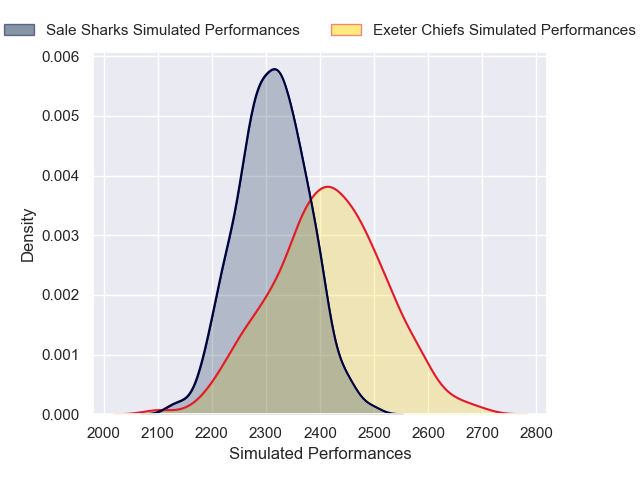 Sale Sharks Simulated Performances Exeter Chiefs Simulated Performances
0.006
0.005
0.004
0.003
0.002
0.001
0.000
Density
2000 2100 2200 2300 2400 2500 2600 2700 2800
Simulated Performances